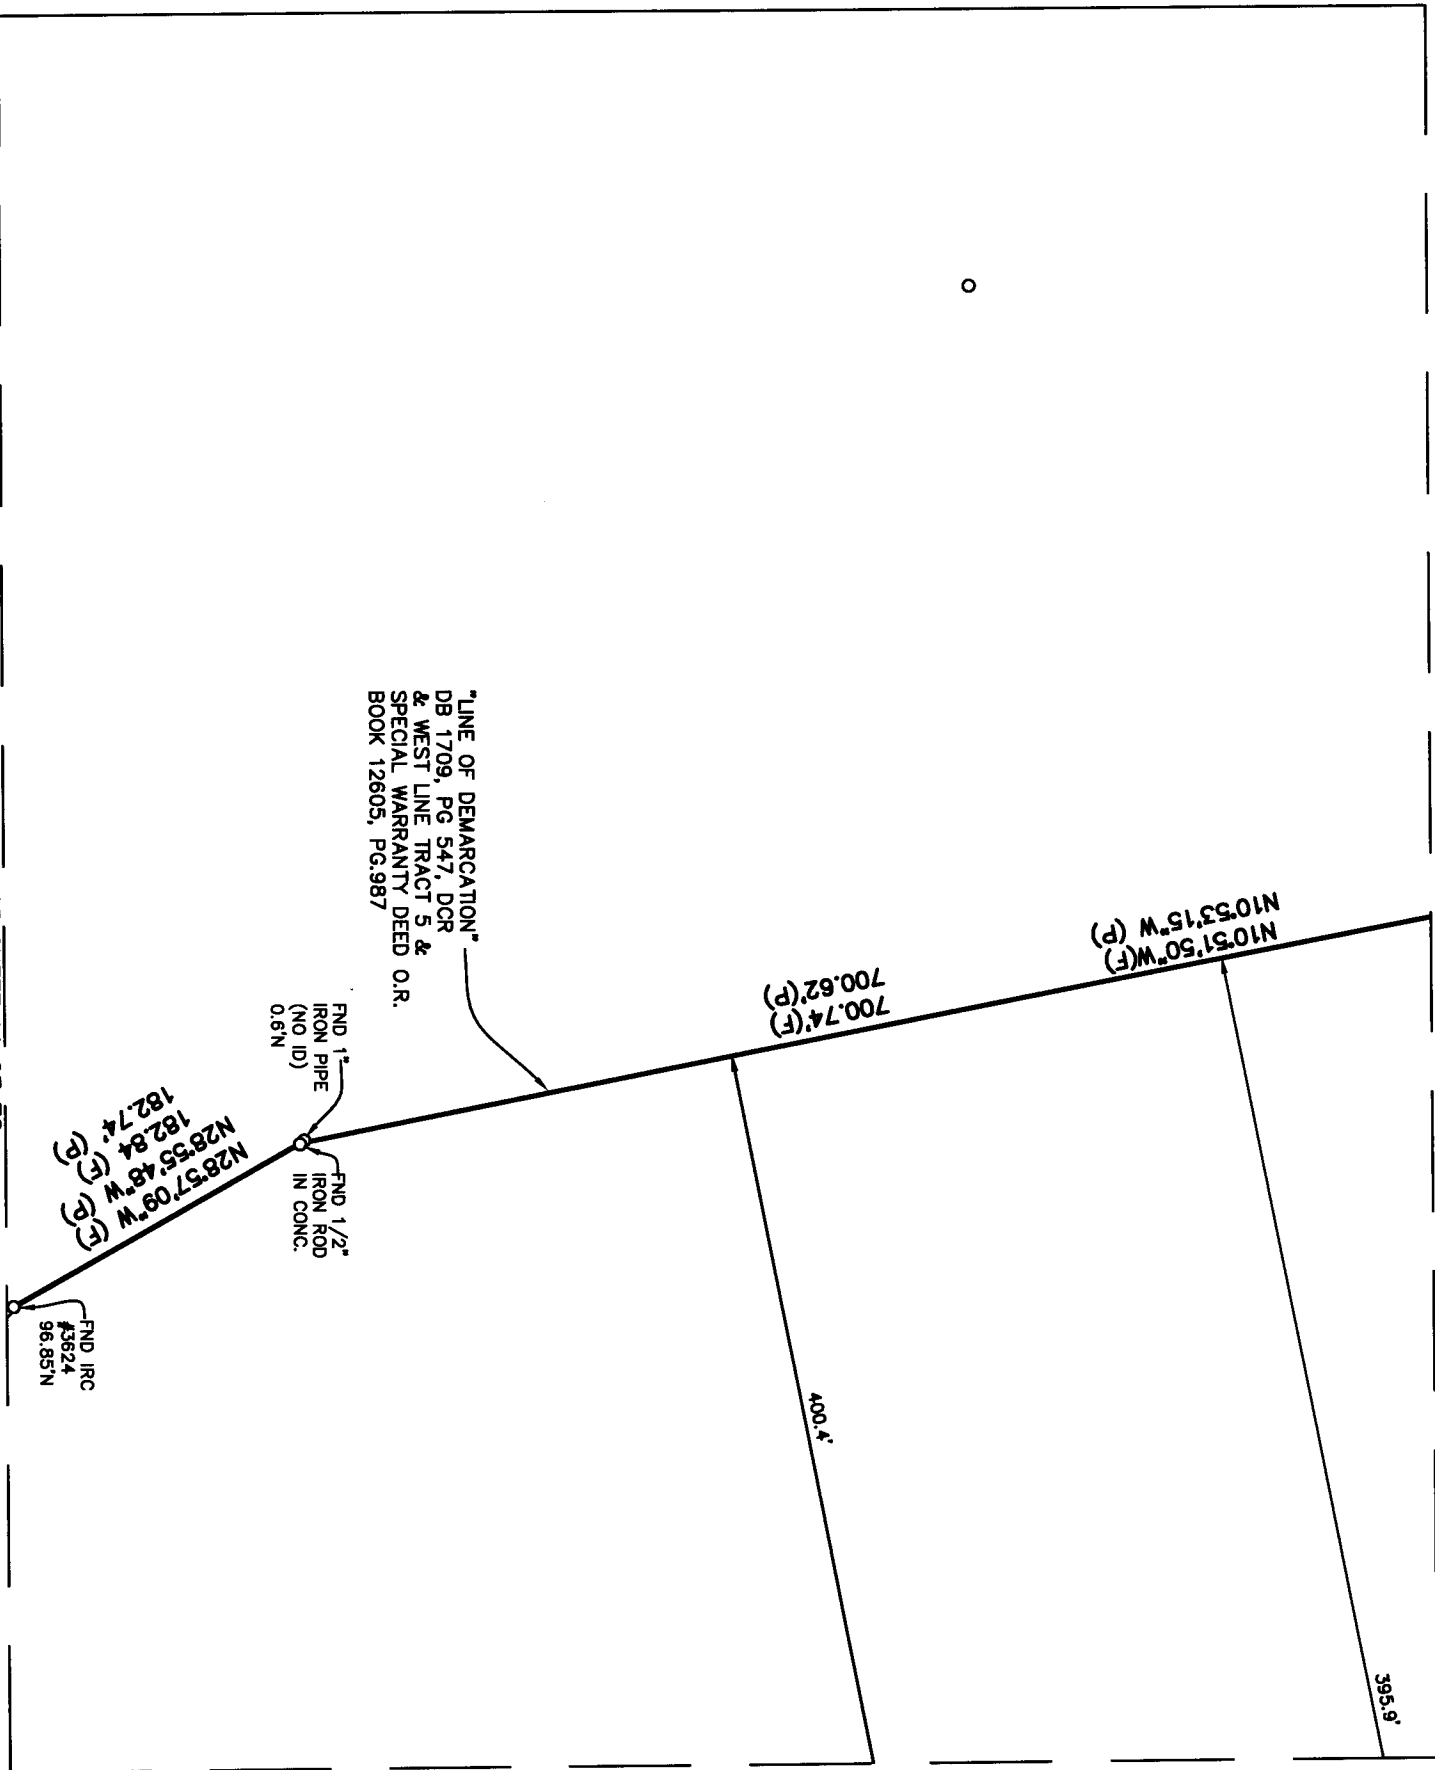 "LINE OF DEMARCATION"
DB 1709, PG 547, DCR
& WEST LINE TRACT 5 &
SPECIAL WARRANTY DEED O.R.
BOOK 12605, PG.987
N10°53'15"W (P)
N10°51'50"W(F)
700.62'(P)
700.74'(F)
395.9'
400.4'
FND 1"
IRON PIPE
(NO ID)
0.6'N
FND 1/2"
IRON ROD
IN CONC.
N28°57'09"W (F)
N28°55'48"W (P)
182.84 (F)
182.74' (P)
FND IRC
#3624
96.85'N